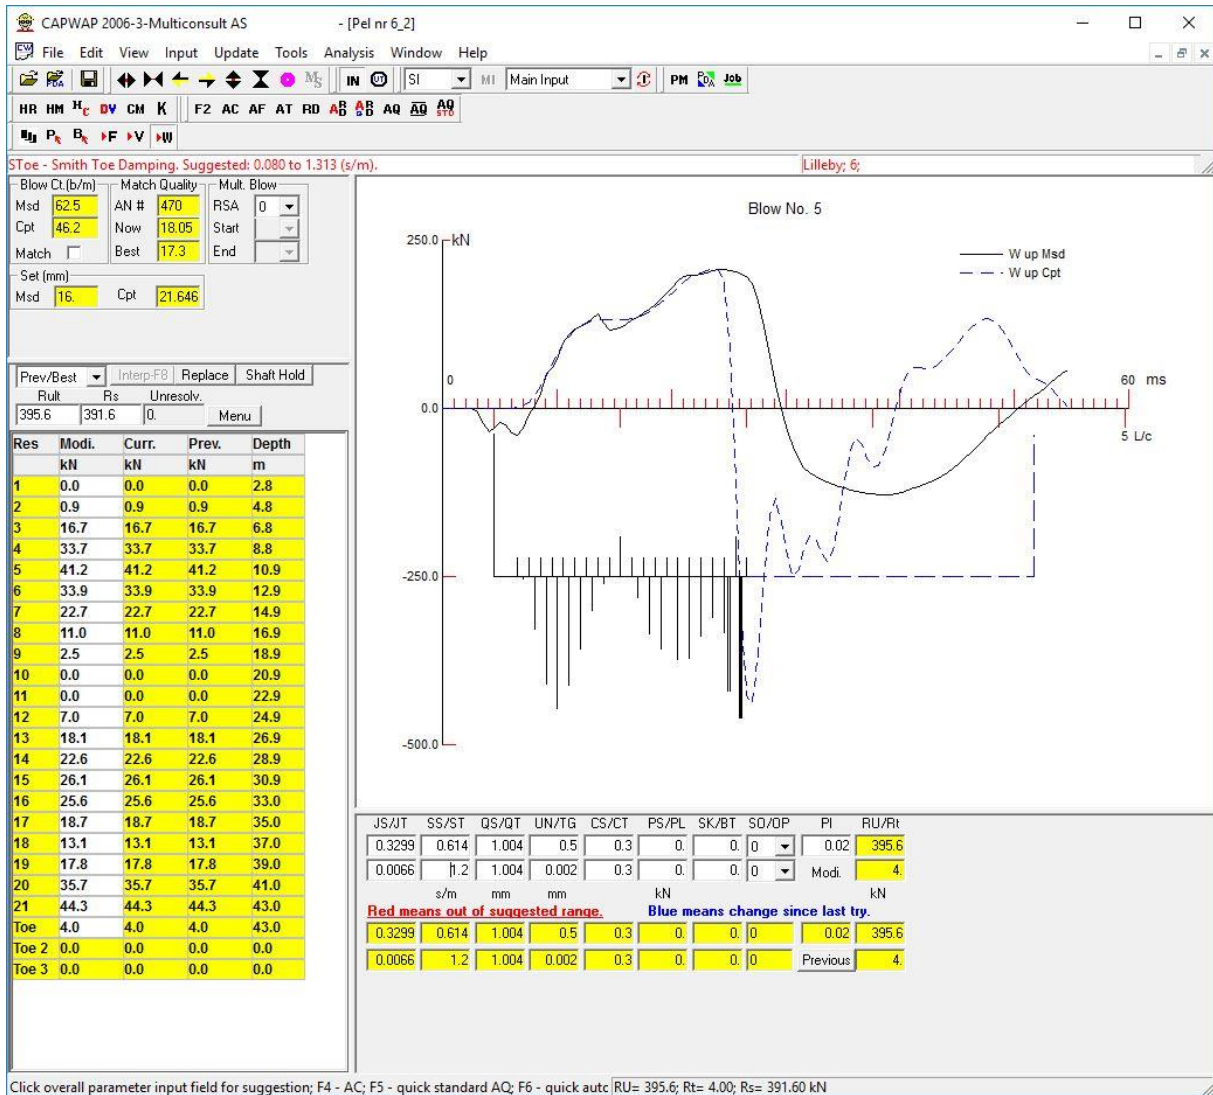 CAPWAP 2006-3-Multiconsult AS - [Pel nr 6_2]
File Edit View Input Update Tools Analysis Window Help
IN UT SI MI Main Input PM PDA Job
HR HM HC DV CM K F2 AC AF AT RD AQ AQ AQ STD
F V W
SToe - Smith Toe Damping. Suggested: 0.080 to 1.313 (s/m). Lilleby; 6;
Blow Ct.(b/m) Match Quality Mult. Blow
Msd 62.5 AN # 470 RSA 0
Cpt 46.2 Now 18.05 Start
Match Best 17.3 End
Set (mm)
Msd 16. Cpt 21.646
Prev/Best Interp-F8 Replace Shaft Hold
Rult Rs Unresolv.
395.6 391.6 0. Menu
Res Modi. Curr. Prev. Depth
kN kN kN m
1 0.0 0.0 0.0 2.8
2 0.9 0.9 0.9 4.8
3 16.7 16.7 16.7 6.8
4 33.7 33.7 33.7 8.8
5 41.2 41.2 41.2 10.9
6 33.9 33.9 33.9 12.9
7 22.7 22.7 22.7 14.9
8 11.0 11.0 11.0 16.9
9 2.5 2.5 2.5 18.9
10 0.0 0.0 0.0 20.9
11 0.0 0.0 0.0 22.9
12 7.0 7.0 7.0 24.9
13 18.1 18.1 18.1 26.9
14 22.6 22.6 22.6 28.9
15 26.1 26.1 26.1 30.9
16 25.6 25.6 25.6 33.0
17 18.7 18.7 18.7 35.0
18 13.1 13.1 13.1 37.0
19 17.8 17.8 17.8 39.0
20 35.7 35.7 35.7 41.0
21 44.3 44.3 44.3 43.0
Toe 4.0 4.0 4.0 43.0
Toe 2 0.0 0.0 0.0 0.0
Toe 3 0.0 0.0 0.0 0.0
Blow No. 5
250.0 kN
W up Msd
W up Cpt
0 60 ms
0.0
5 L/c
-250.0
-500.0
JS/JT SS/ST QS/QT UN/TG CS/CT PS/PL SK/BT SO/OP PI RU/Rt
0.3299 0.614 1.004 0.5 0.3 0. 0. 0 0.02 395.6
0.0066 1.2 1.004 0.002 0.3 0. 0. 0 Modi. 4.
s/m mm mm kN kN
Red means out of suggested range. Blue means change since last try.
0.3299 0.614 1.004 0.5 0.3 0. 0. 0 0.02 395.6
0.0066 1.2 1.004 0.002 0.3 0. 0. 0 Previous 4.
Click overall parameter input field for suggestion; F4 - AC; F5 - quick standard AQ; F6 - quick autc RU= 395.6; Rt= 4.00; Rs= 391.60 kN